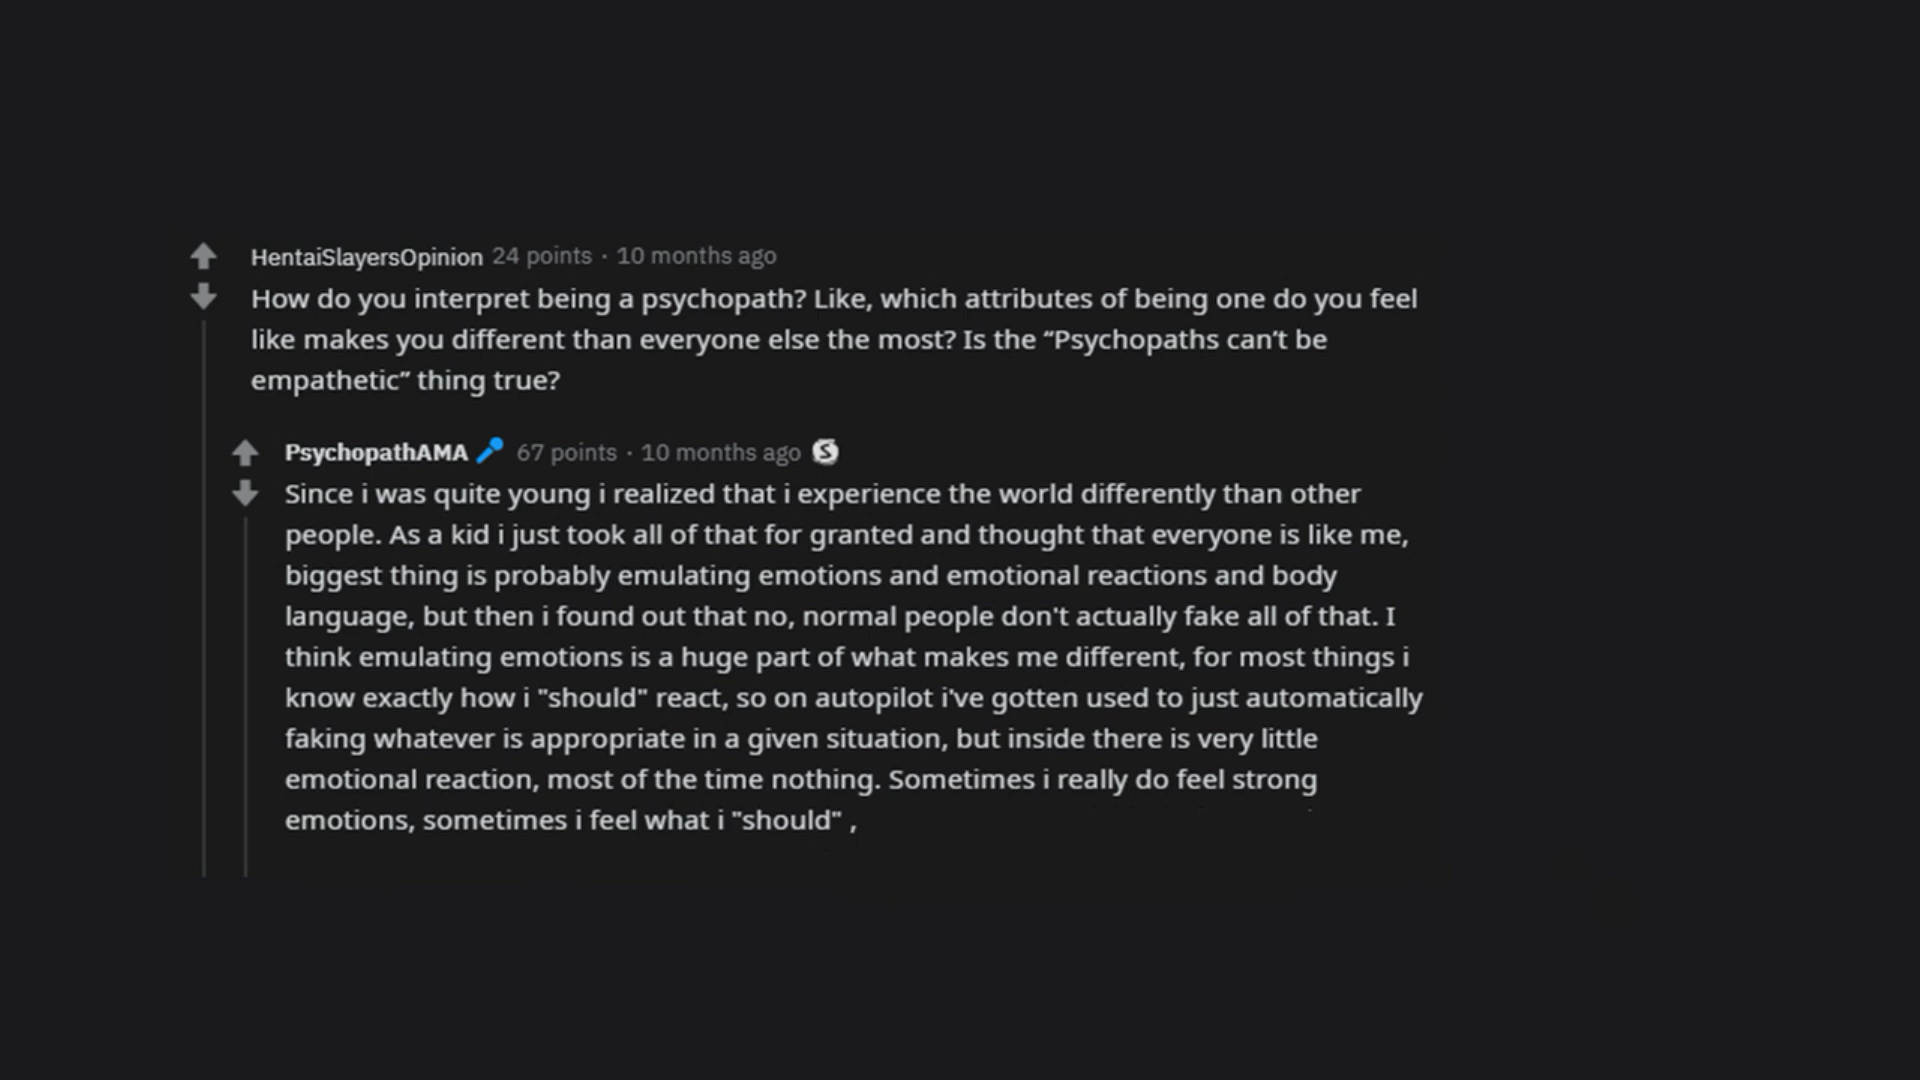 HentaiSlayersOpinion 24 points · 10 months ago
How do you interpret being a psychopath? Like, which attributes of being one do you feel
like makes you different than everyone else the most? Is the “Psychopaths can’t be
empathetic” thing true?
PsychopathAMA 67 points · 10 months ago S
Since i was quite young i realized that i experience the world differently than other
people. As a kid i just took all of that for granted and thought that everyone is like me,
biggest thing is probably emulating emotions and emotional reactions and body
language, but then i found out that no, normal people don't actually fake all of that. I
think emulating emotions is a huge part of what makes me different, for most things i
know exactly how i "should" react, so on autopilot i've gotten used to just automatically
faking whatever is appropriate in a given situation, but inside there is very little
emotional reaction, most of the time nothing. Sometimes i really do feel strong
emotions, sometimes i feel what i "should" ,